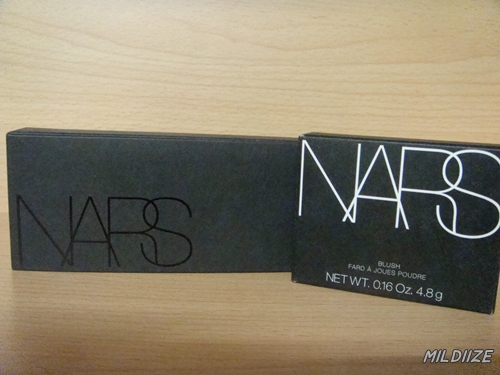 NARS
NARS
BLUSH
FARD À JOUES POUDRE
NET WT. 0.16 Oz. 4.8 g
MILDIIZE